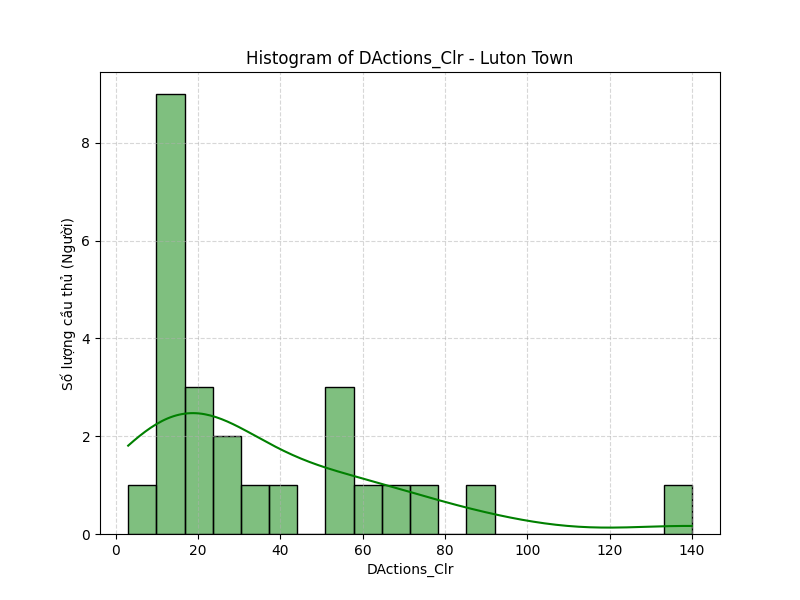 Histogram of DActions_Clr - Luton Town
Số lượng cầu thủ (Người)
8
6
4
2
0
0 20 40 60 80 100 120 140
DActions_Clr